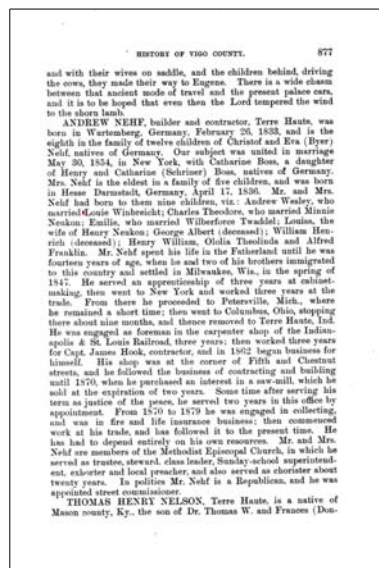 HISTORY OF VIGO COUNTY. 877
and with their wives on saddle, and the children behind, driving
the cows, they made their way to Eugene. There is a wide chasm
between that ancient mode of travel and the present palace cars,
and it is to be hoped that even then the Lord tempered the wind
to the shorn lamb.
ANDREW NEHF, builder and contractor, Terre Haute, was
born in Wurtemberg, Germany, February 26, 1833, and is the
eighth in the family of twelve children of Christof and Eva (Byer)
Nehf, natives of Germany. Our subject was united in marriage
May 30, 1854, in New York, with Catharine Boss, a daughter
of Henry and Catharine (Schriner) Boss, natives of Germany.
Mrs. Nehf is the eldest in a family of five children, and was born
in Hesse Darmstadt, Germany, April 17, 1836. Mr. and Mrs.
Nehf had born to them nine children, viz.: Andrew Wesley, who
married Louie Winbreicht; Charles Theodore, who married Minnie
Neukon; Emilie, who married Wilberforce Twaddel; Louisa, the
wife of Henry Neukon; George Albert (deceased); William Hen-
rich (deceased); Henry William, Ololia Theolinda and Alfred
Franklin. Mr. Nehf spent his life in the Fatherland until he was
fourteen years of age, when he and two of his brothers immigrated
to this country and settled in Milwaukee, Wis., in the spring of
1847. He served an apprenticeship of three years at cabinet-
making, then went to New York and worked three years at the
trade. From there he proceeded to Petersville, Mich., where
he remained a short time; then went to Columbus, Ohio, stopping
there about nine months, and thence removed to Terre Haute, Ind.
He was engaged as foreman in the carpenter shop of the Indian-
apolis & St. Louis Railroad, three years; then worked three years
for Capt. James Hook, contractor, and in 1862 began business for
himself. His shop was at the corner of Fifth and Chestnut
streets, and he followed the business of contracting and building
until 1870, when he purchased an interest in a saw-mill, which he
sold at the expiration of two years. Some time after serving his
term as justice of the peace, he served two years in this office by
appointment. From 1870 to 1879 he was engaged in collecting,
and was in fire and life insurance business; then commenced
work at his trade, and has followed it to the present time. He
has had to depend entirely on his own resources. Mr. and Mrs.
Nehf are members of the Methodist Episcopal Church, in which he
served as trustee, steward, class leader, Sunday-school superintend-
ent, exhorter and local preacher, and also served as chorister about
twenty years. In politics Mr. Nehf is a Republican, and he was
appointed street commissioner.
THOMAS HENRY NELSON, Terre Haute, is a native of
Mason county, Ky., the son of Dr. Thomas W. and Frances (Don-